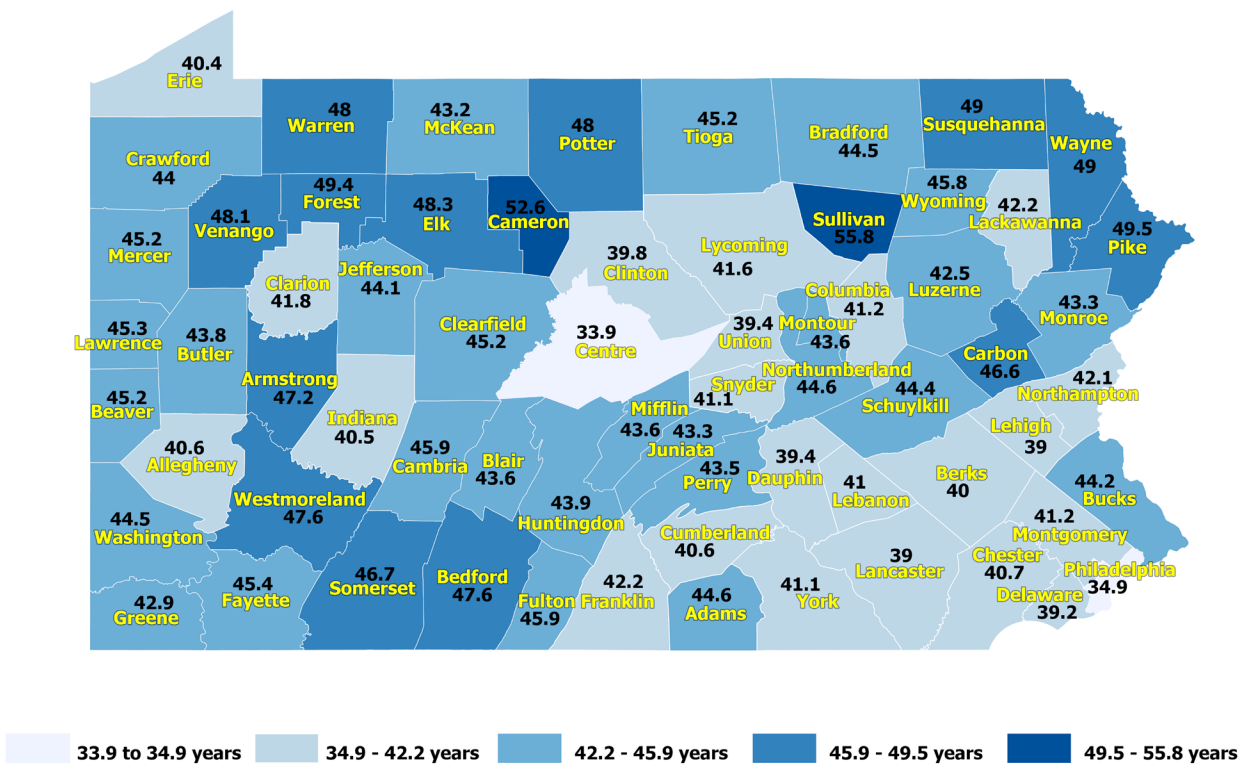 40.4
Erie
48
Warren
43.2
McKean
48
Potter
45.2
Tioga
Bradford
44.5
49
Susquehanna
Wayne
49
Crawford
44
48.1
Venango
49.4
Forest
48.3
Elk
52.6
Cameron
Sullivan
55.8
45.8
Wyoming
42.2
Lackawanna
49.5
Pike
45.2
Mercer
Clarion
41.8
Jefferson
44.1
39.8
Clinton
Lycoming
41.6
Columbia
41.2
42.5
Luzerne
43.3
Monroe
45.3
Lawrence
43.8
Butler
Clearfield
45.2
33.9
Centre
39.4
Union
Montour
43.6
Carbon
46.6
Armstrong
47.2
Northumberland
44.6
44.4
Schuylkill
42.1
Northampton
45.2
Beaver
Indiana
40.5
Snyder
41.1
Mifflin
43.6
43.3
Juniata
Lehigh
39
40.6
Allegheny
45.9
Cambria
Blair
43.6
43.5
Perry
39.4
Dauphin
41
Lebanon
Berks
40
44.2
Bucks
Westmoreland
47.6
44.5
Washington
43.9
Huntingdon
Cumberland
40.6
41.2
Montgomery
39
Lancaster
Chester
40.7
Philadelphia
34.9
42.9
Greene
45.4
Fayette
46.7
Somerset
Bedford
47.6
Fulton
45.9
42.2
Franklin
44.6
Adams
41.1
York
Delaware
39.2
33.9 to 34.9 years
34.9 - 42.2 years
42.2 - 45.9 years
45.9 - 49.5 years
49.5 - 55.8 years